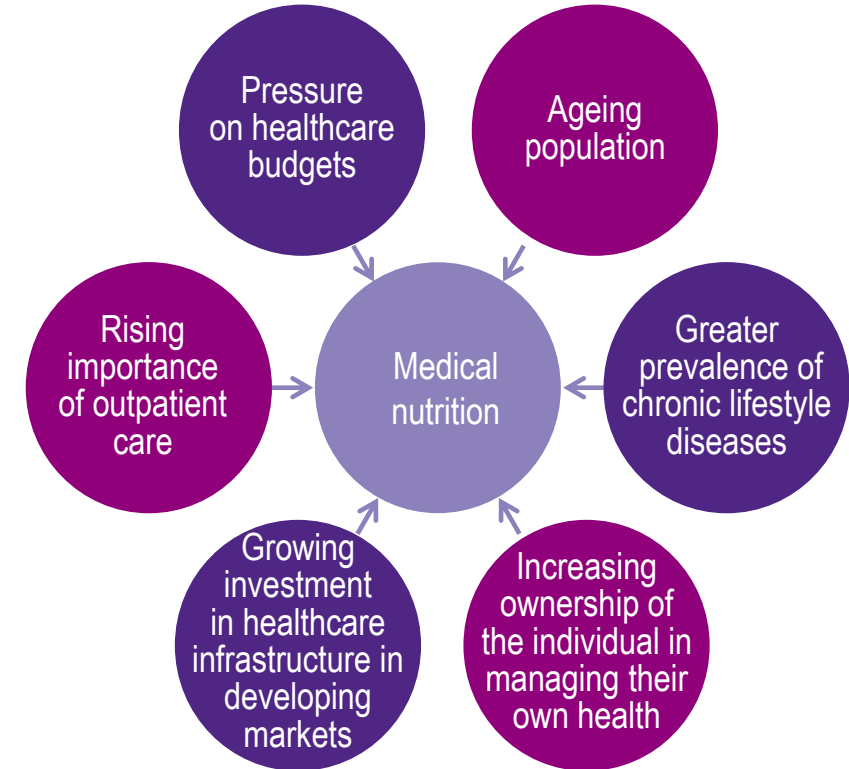 Pressure
on healthcare
budgets
Ageing
population
Rising
importance
of outpatient
care
Medical
nutrition
Greater
prevalence of
chronic lifestyle
diseases
Growing
investment
in healthcare
infrastructure in
developing
markets
Increasing
ownership of
the individual in
managing their
own health